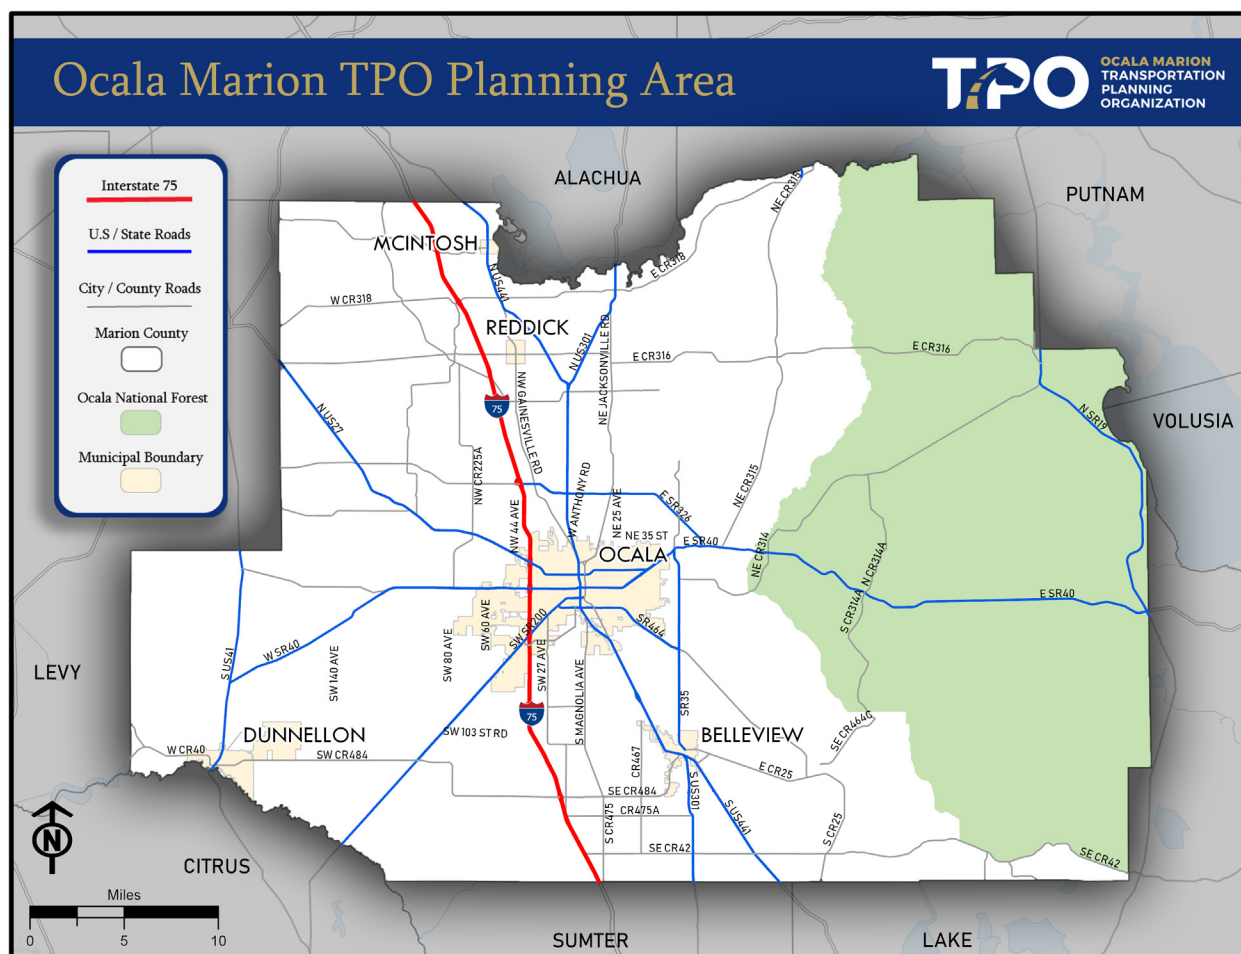 Ocala Marion TPO Planning Area
TPO
OCALA MARION
TRANSPORTATION
PLANNING
ORGANIZATION
Interstate 75
U.S / State Roads
City / County Roads
Marion County
Ocala National Forest
Municipal Boundary
ALACHUA
PUTNAM
VOLUSIA
LEVY
CITRUS
SUMTER
LAKE
MCINTOSH
REDDICK
OCALA
DUNNELLON
BELLEVIEW
NE CR315
E CR318
W CR318
N US441
N US301
NE JACKSONVILLE RD
E CR316
E CR316
N US27
75
NW GAINESVILLE RD
N SR19
NW CR225A
NW 44 AVE
W ANTHONY RD
NE 25 AVE
E SR326
NE CR315
NE 35 ST
E SR40
NE CR314
N CR314A
S CR314A
E SR40
SW 60 AVE
SW SR200
SR464
S US41
W SR40
SW 140 AVE
SW 80 AVE
SW 27 AVE
S MAGNOLIA AVE
SR35
75
SW 103 ST RD
SE CR464C
W CR40
SW CR484
CR467
E CR25
SE CR484
CR475A
S CR475
S US301
S US441
S CR25
SE CR42
SE CR42
N
Miles
0 5 10